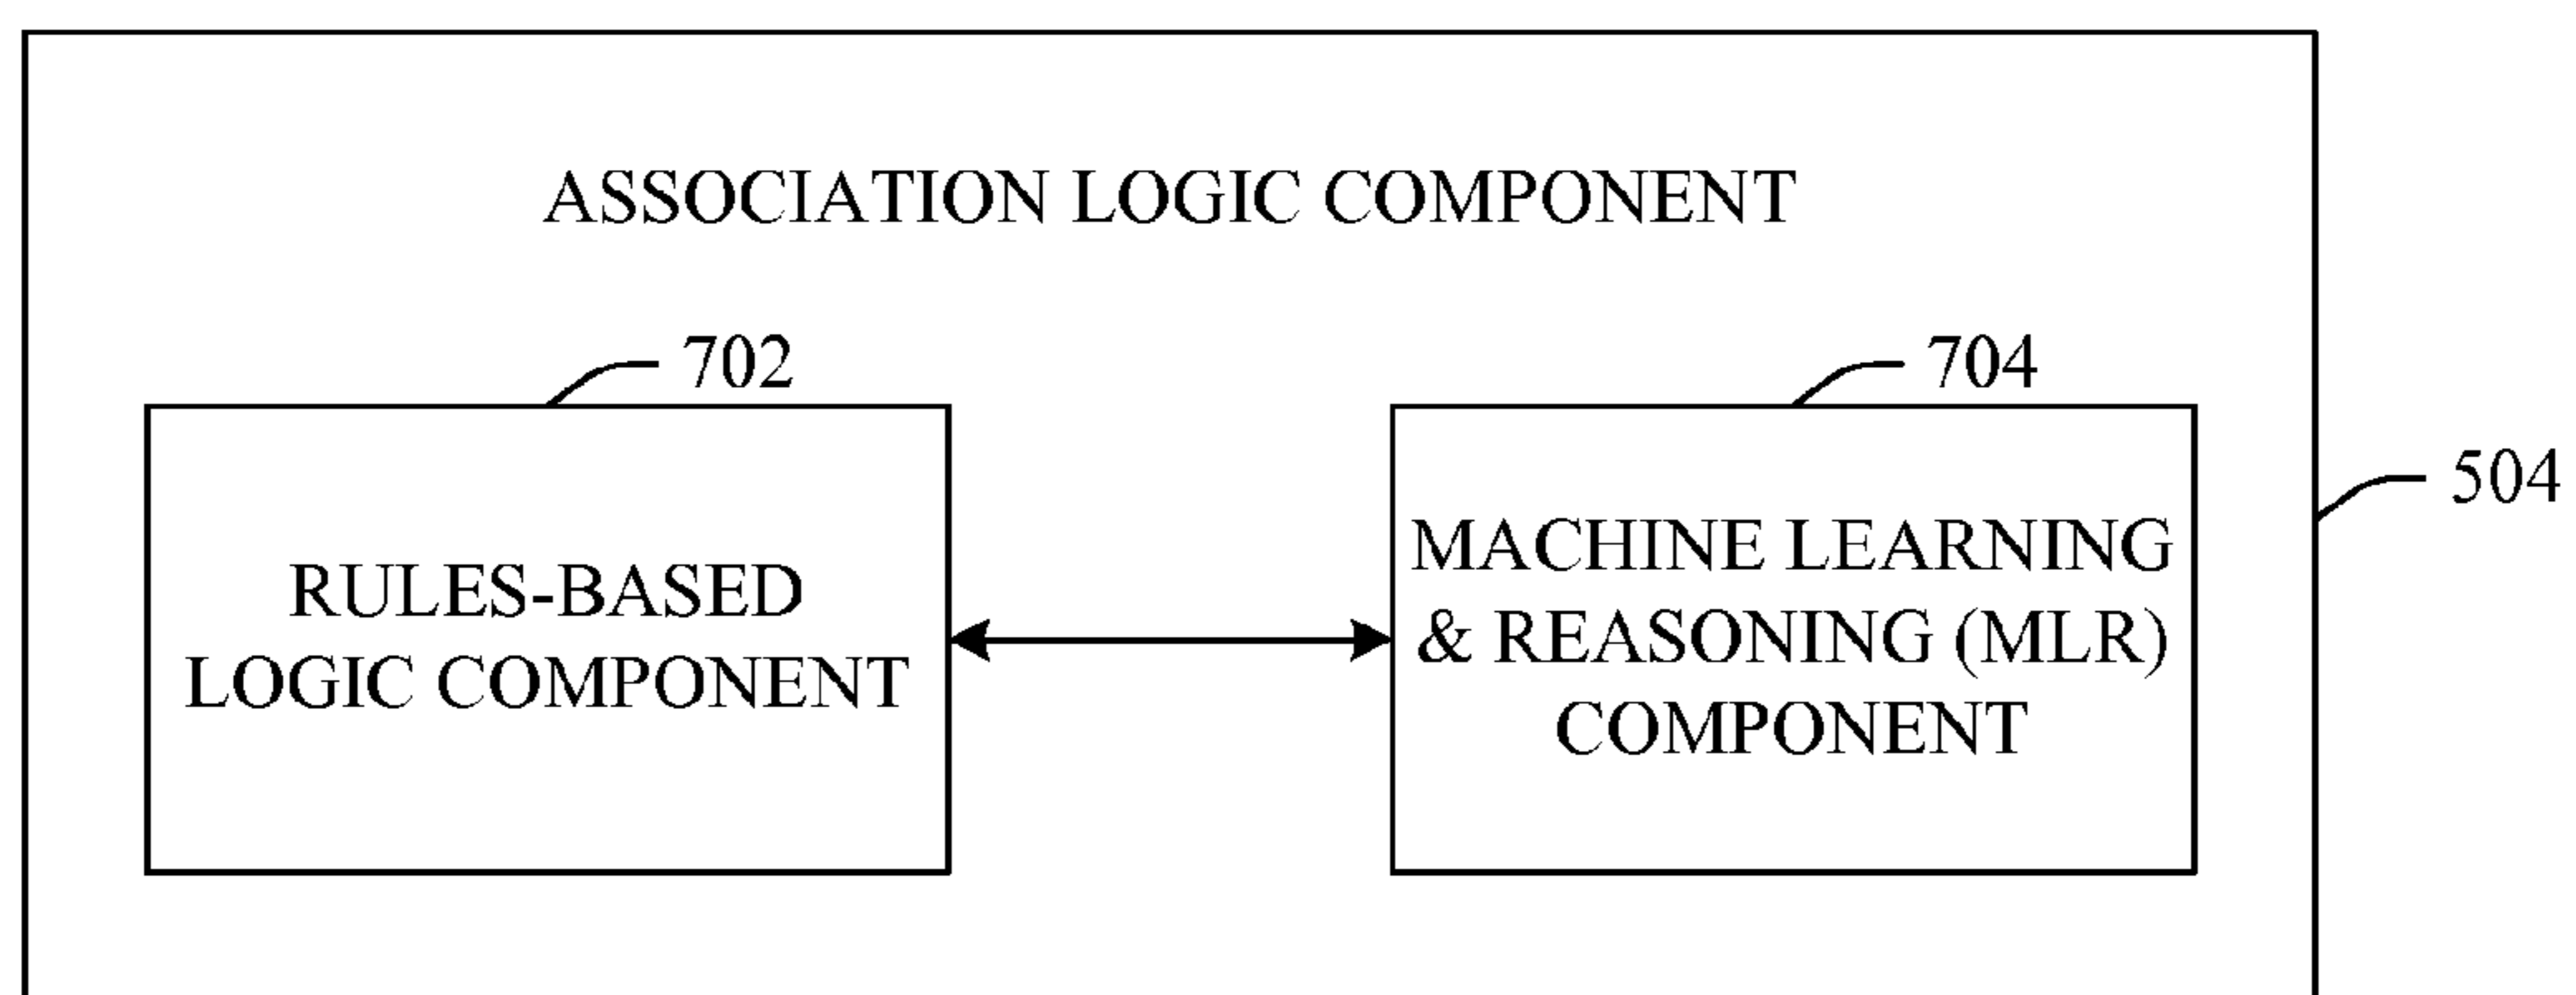 ASSOCIATION LOGIC COMPONENT
702
704
504
RULES-BASED
LOGIC COMPONENT
MACHINE LEARNING
& REASONING (MLR)
COMPONENT